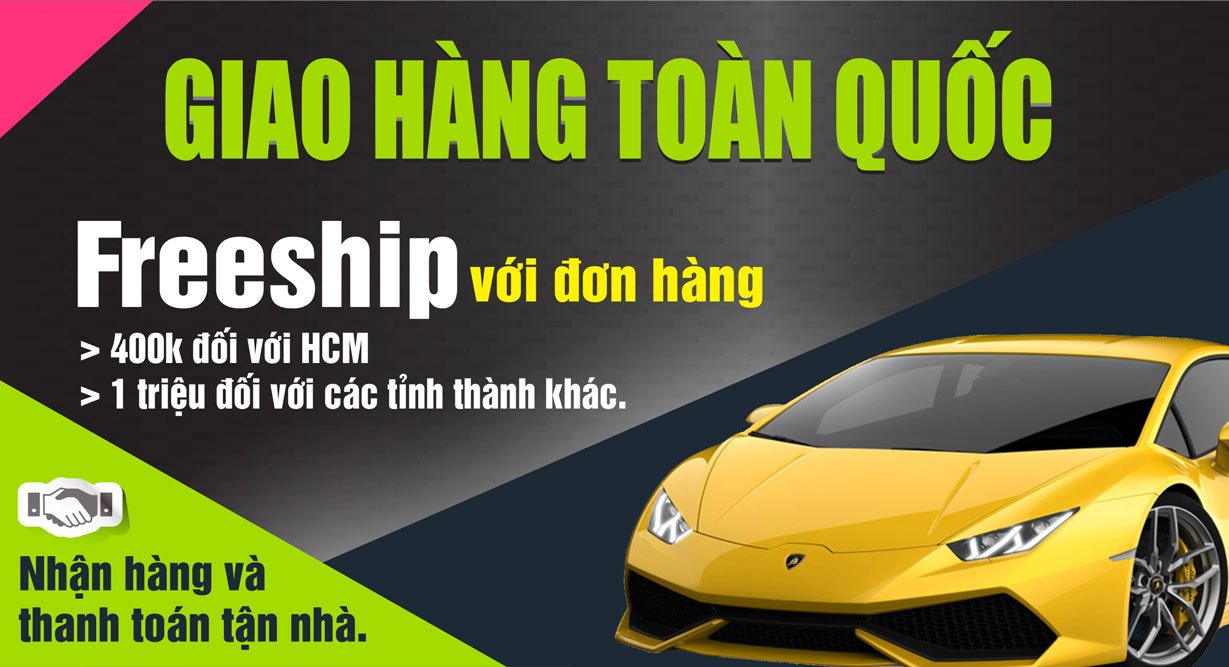 GIAO HÀNG TOÀN QUỐC
Freeship với đơn hàng
> 400k đối với HCM
> 1 triệu đối với các tỉnh thành khác.
Nhận hàng và
thanh toán tận nhà.